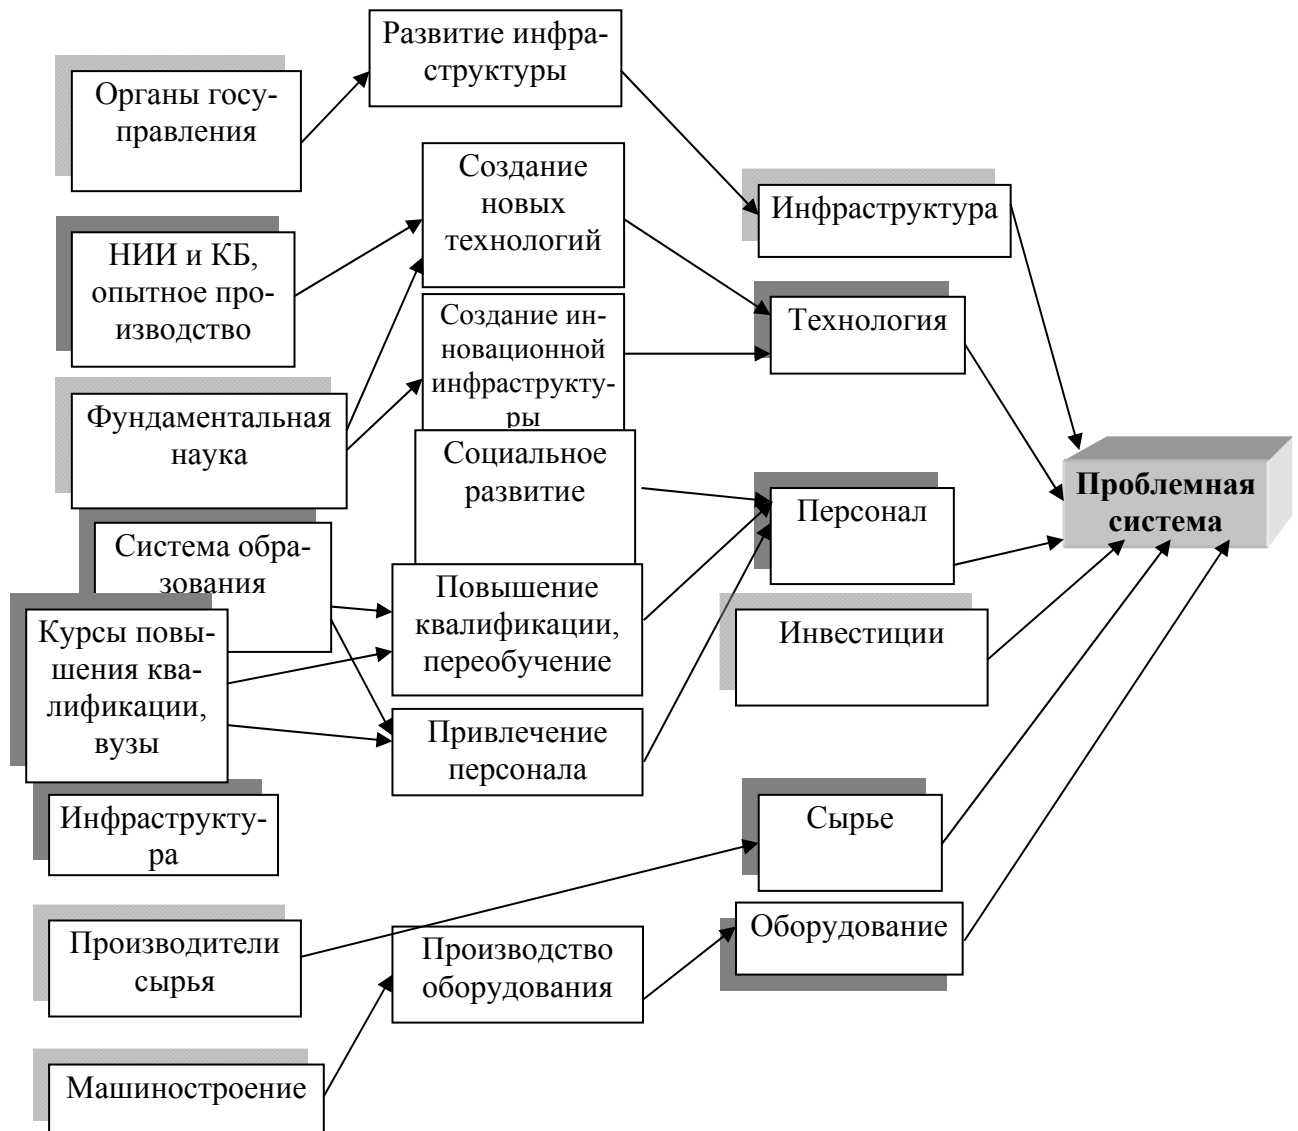 Развитие инфра-
структуры
Органы госу-
правления
Создание
новых
технологий
Инфраструктура
НИИ и КБ,
опытное про-
изводство
Создание ин-
новационной
инфраструкту-
ры
Технология
Фундаментальная
наука
Социальное
развитие
Персонал
Проблемная
система
Система обра-
зования
Повышение
квалификации,
переобучение
Инвестиции
Курсы повы-
шения ква-
лификации,
вузы
Привлечение
персонала
Инфраструкту-
ра
Сырье
Производители
сырья
Производство
оборудования
Оборудование
Машиностроение